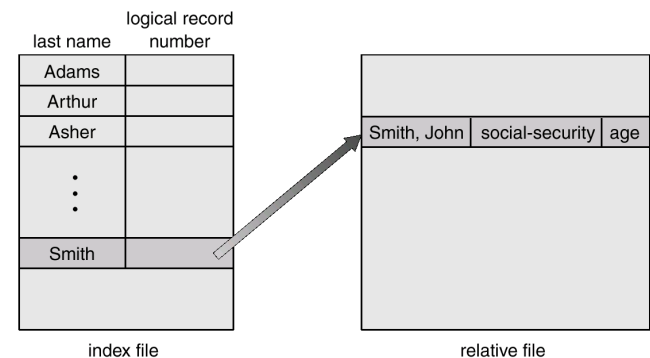 logical record
last name number
Adams
Arthur
Asher
Smith
Smith, John social-security age
index file
relative file